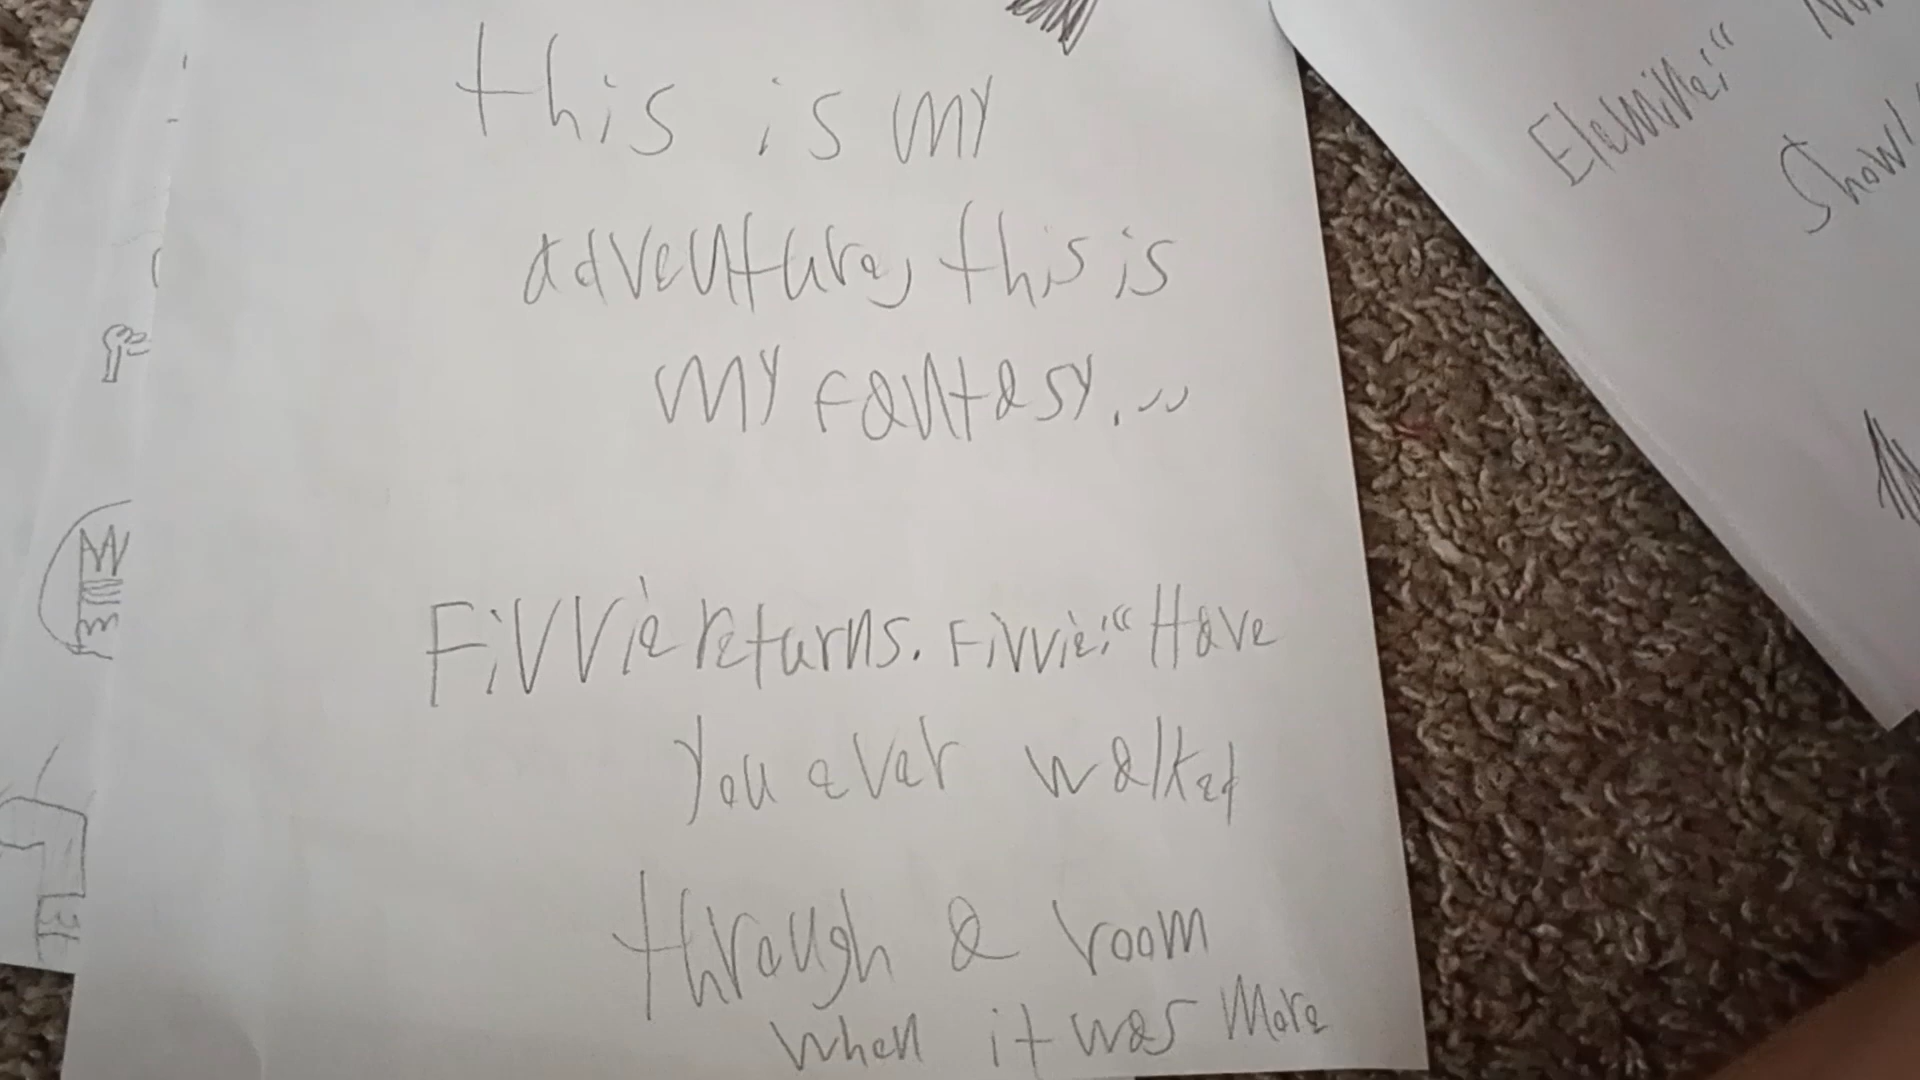 this is my
adventure, this is
my fantasy...
Fivvie returns. Fivvie:" Have
you ever walked
through a room
when it was more
Show!